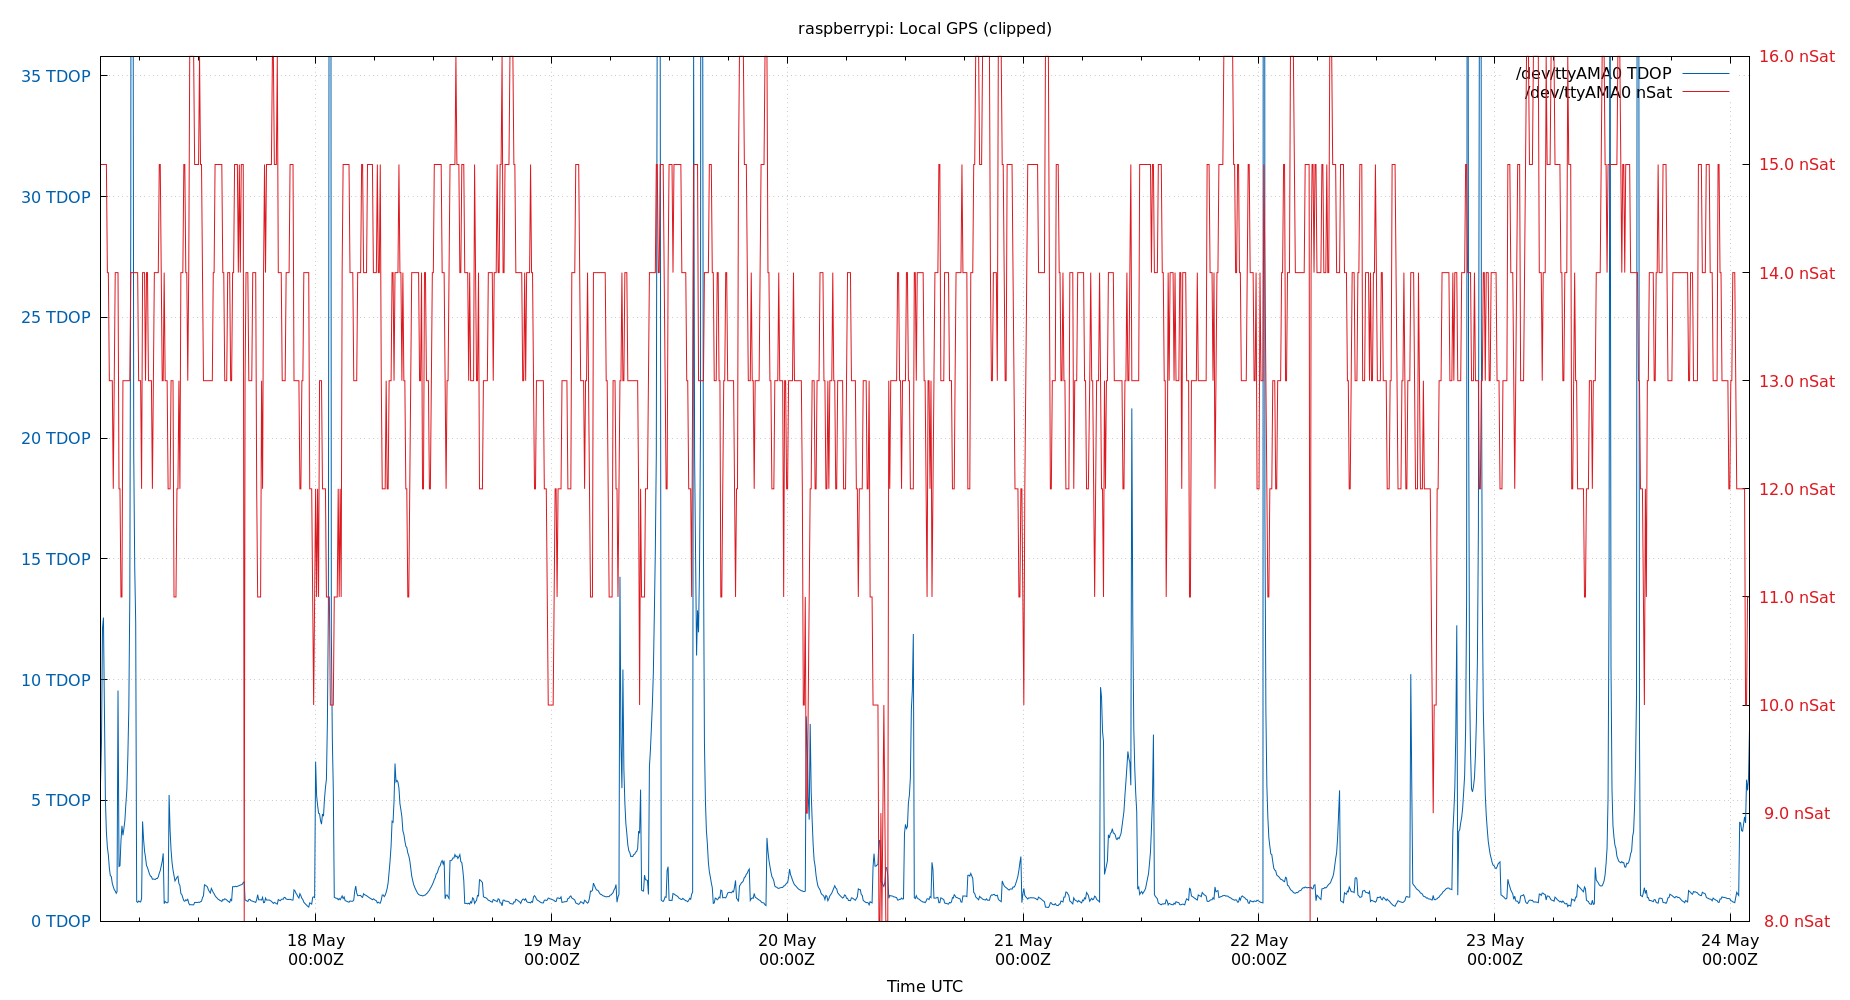 raspberrypi: Local GPS (clipped)
35 TDOP
30 TDOP
25 TDOP
20 TDOP
15 TDOP
10 TDOP
5 TDOP
0 TDOP
16.0 nSat
15.0 nSat
14.0 nSat
13.0 nSat
12.0 nSat
11.0 nSat
10.0 nSat
9.0 nSat
8.0 nSat
/dev/ttyAMA0 TDOP
/dev/ttyAMA0 nSat
18 May
00:00Z
19 May
00:00Z
20 May
00:00Z
21 May
00:00Z
22 May
00:00Z
23 May
00:00Z
24 May
00:00Z
Time UTC